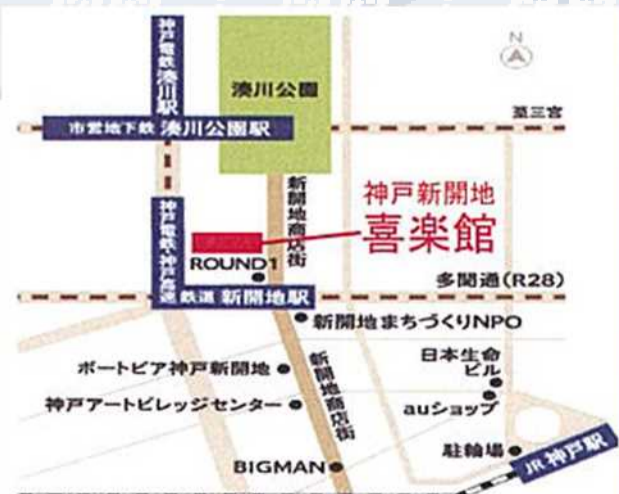 N
神戸電鉄 湊川駅
湊川公園
至三宮
市営地下鉄 湊川公園駅
新開地商店街
神戸新開地
喜楽館
神戸電鉄・神戸高速鉄道 新開地駅
ROUND1
多聞通(R28)
新開地まちづくりNPO
日本生命
ビル
ポートピア神戸新開地
新開地商店街
auショップ
神戸アートビレッジセンター
駐輪場
JR 神戸駅
BIGMAN